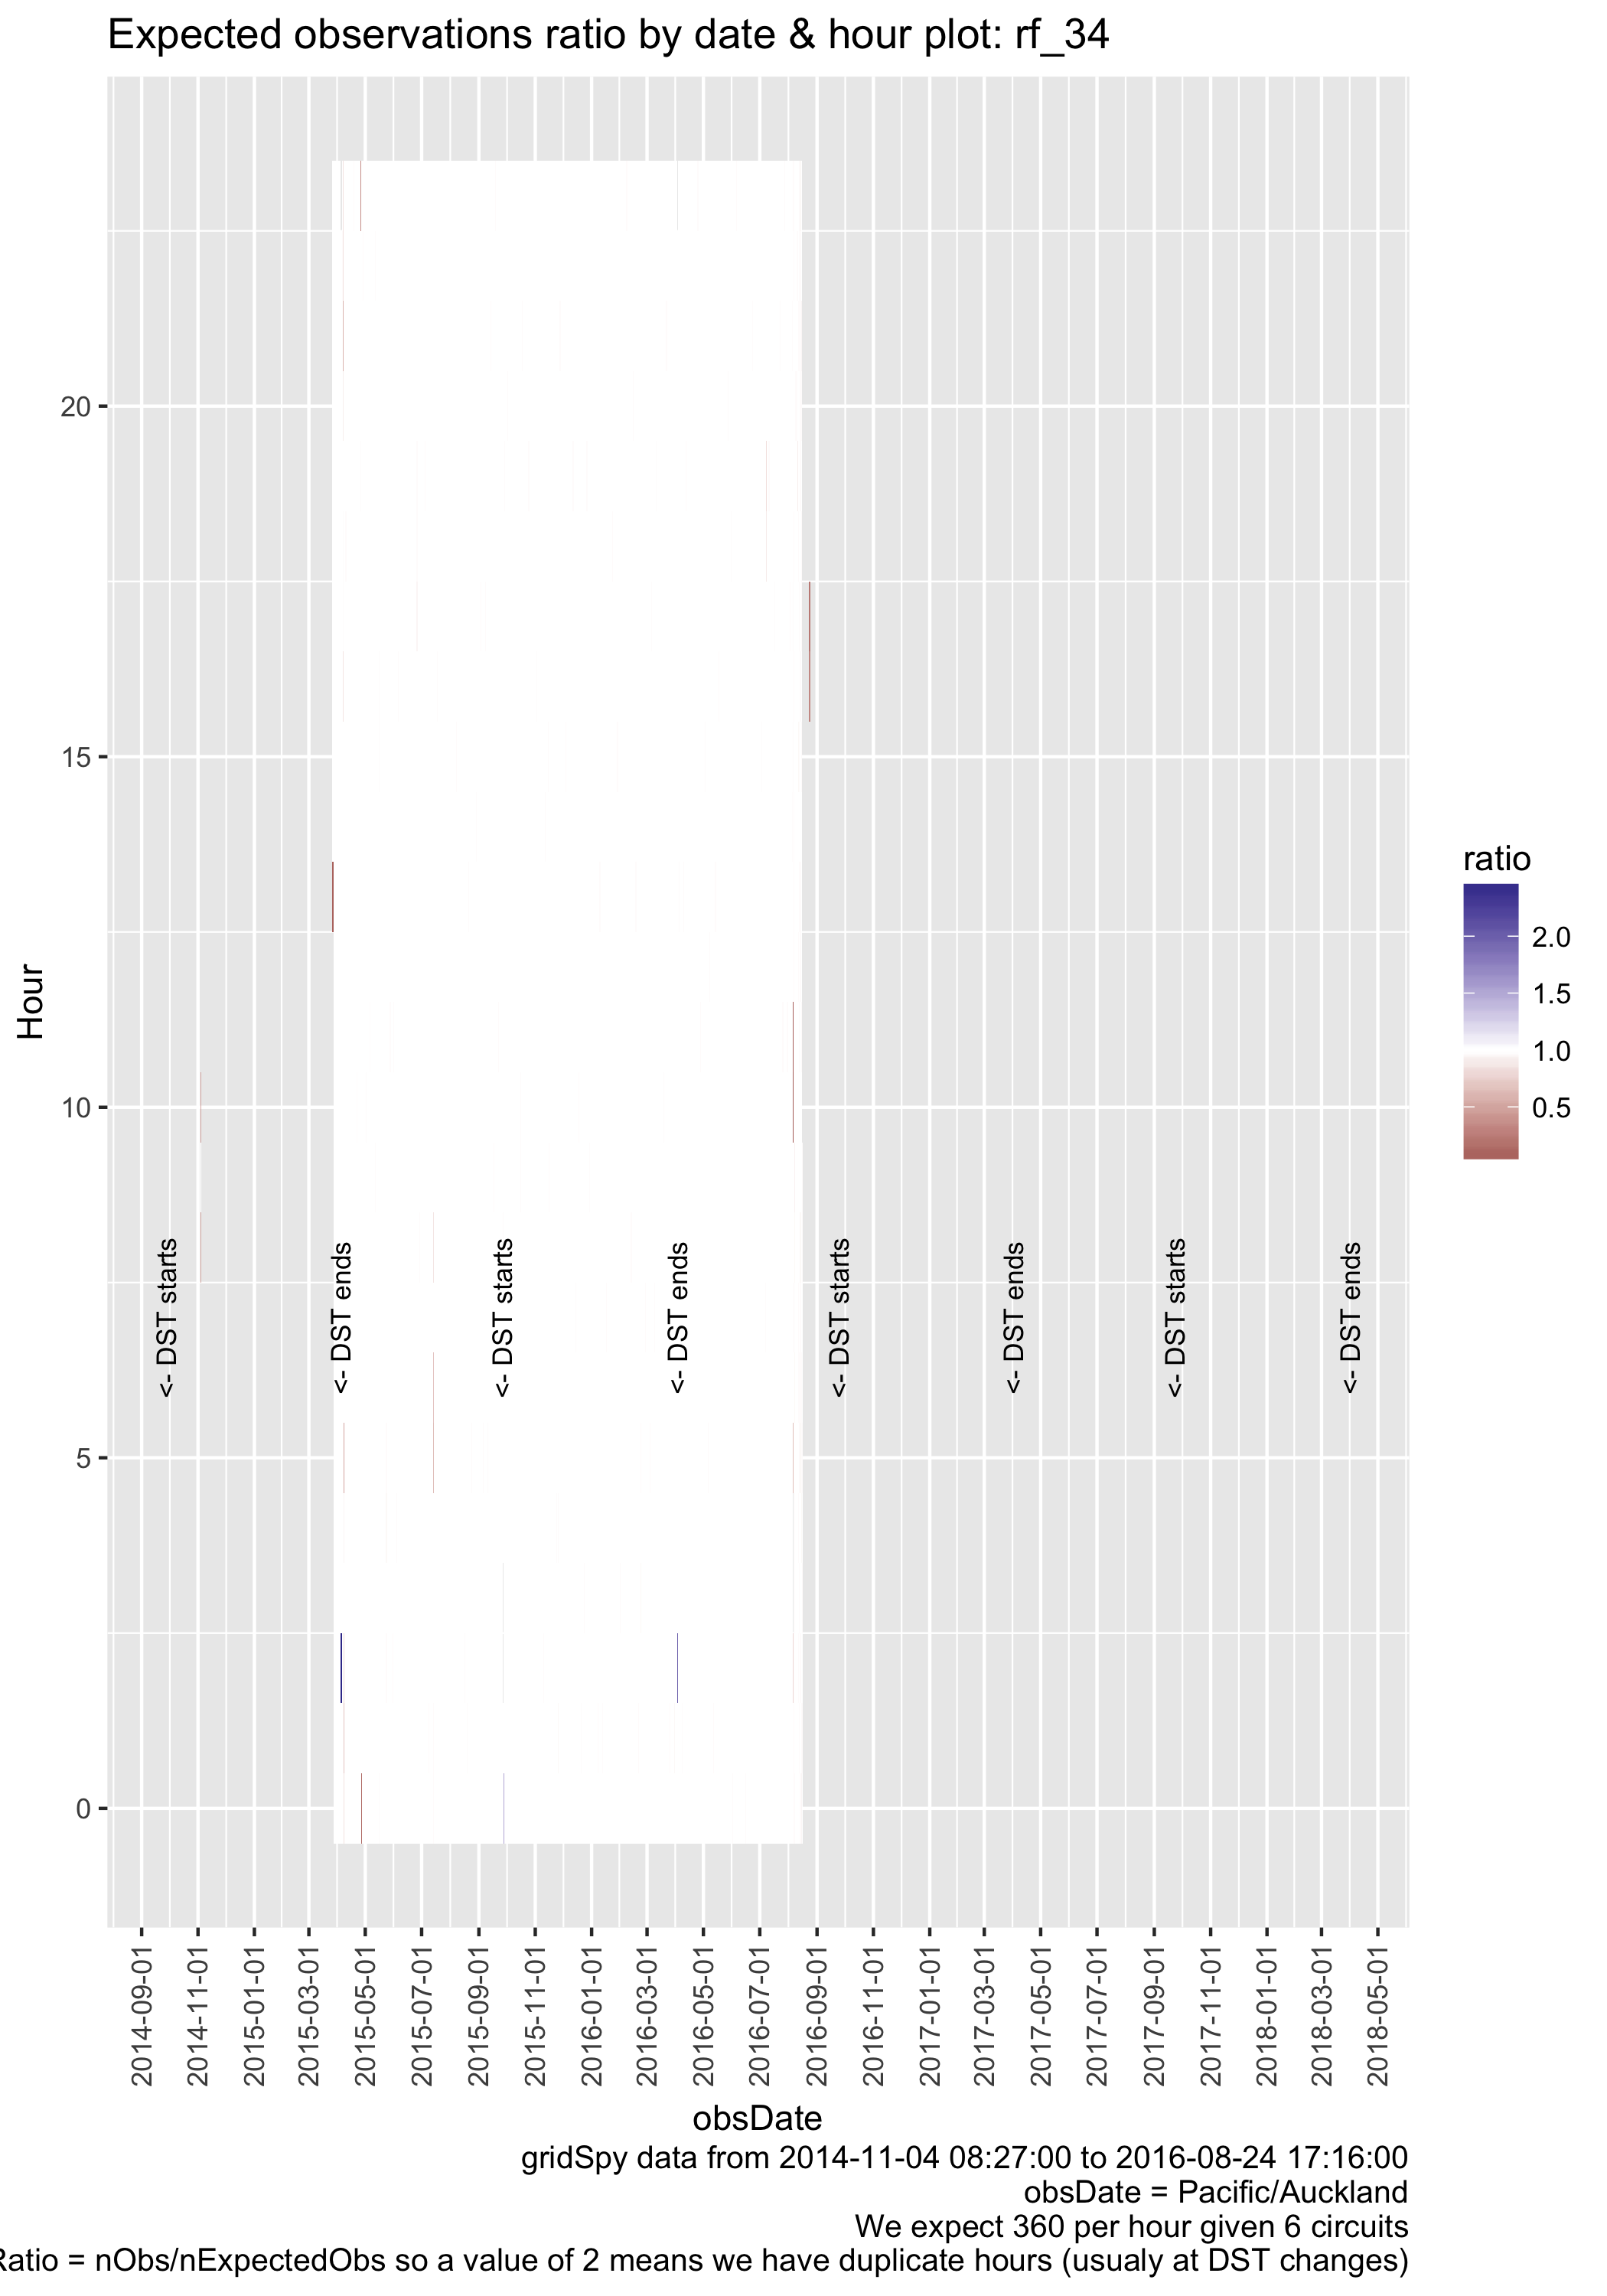 Expected observations ratio by date & hour plot: rf_34
20
15
10
5
0
Hour
<- DST starts
<- DST ends
<- DST starts
<- DST ends
<- DST starts
<- DST ends
<- DST starts
<- DST ends
ratio
2.0
1.5
1.0
0.5
2014-09-01
2014-11-01
2015-01-01
2015-03-01
2015-05-01
2015-07-01
2015-09-01
2015-11-01
2016-01-01
2016-03-01
2016-05-01
2016-07-01
2016-09-01
2016-11-01
2017-01-01
2017-03-01
2017-05-01
2017-07-01
2017-09-01
2017-11-01
2018-01-01
2018-03-01
2018-05-01
obsDate
gridSpy data from 2014-11-04 08:27:00 to 2016-08-24 17:16:00
obsDate = Pacific/Auckland
We expect 360 per hour given 6 circuits
Ratio = nObs/nExpectedObs so a value of 2 means we have duplicate hours (usualy at DST changes)